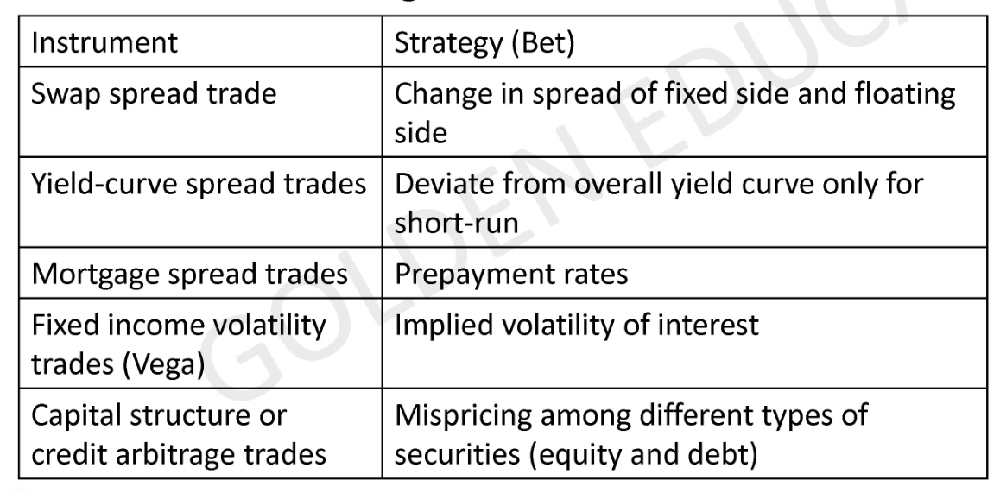 Instrument
Strategy (Bet)
Swap spread trade
Change in spread of fixed side and floating
side
Yield-curve spread trades
Deviate from overall yield curve only for
short-run
Mortgage spread trades
Prepayment rates
Fixed income volatility
trades (Vega)
Implied volatility of interest
Capital structure or
credit arbitrage trades
Mispricing among different types of
securities (equity and debt)
GOLDEN EDUCA